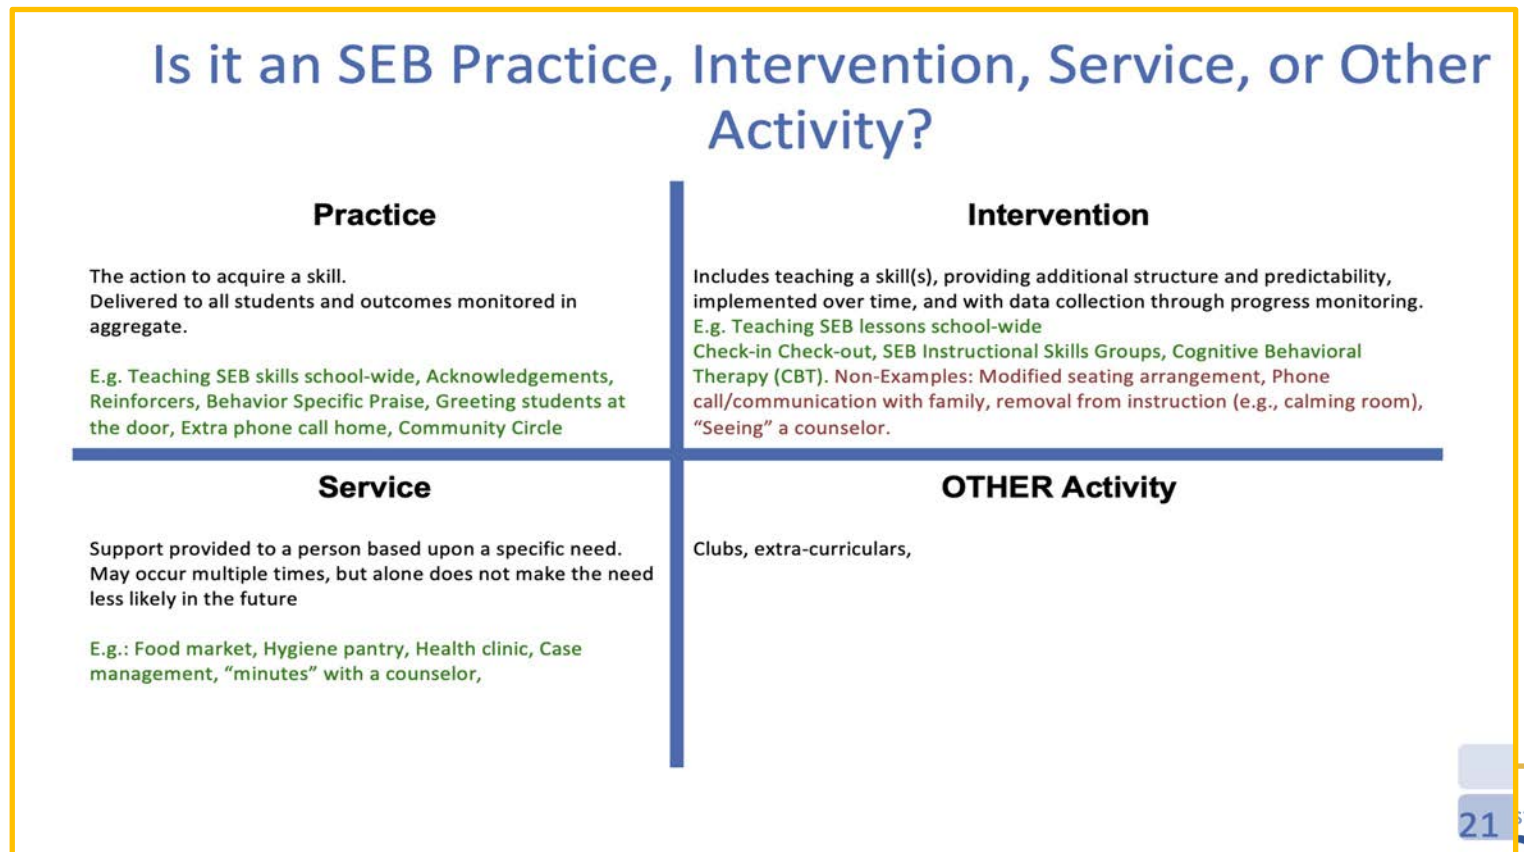 Is it an SEB Practice, Intervention, Service, or Other
Activity?
Practice
The action to acquire a skill.
Delivered to all students and outcomes monitored in
aggregate.
E.g. Teaching SEB skills school-wide, Acknowledgements,
Reinforcers, Behavior Specific Praise, Greeting students at
the door, Extra phone call home, Community Circle
Intervention
Includes teaching a skill(s), providing additional structure and predictability,
implemented over time, and with data collection through progress monitoring.
E.g. Teaching SEB lessons school-wide
Check-in Check-out, SEB Instructional Skills Groups, Cognitive Behavioral
Therapy (CBT). Non-Examples: Modified seating arrangement, Phone
call/communication with family, removal from instruction (e.g., calming room),
“Seeing” a counselor.
Service
Support provided to a person based upon a specific need.
May occur multiple times, but alone does not make the need
less likely in the future
E.g.: Food market, Hygiene pantry, Health clinic, Case
management, “minutes” with a counselor,
OTHER Activity
Clubs, extra-curriculars,
21